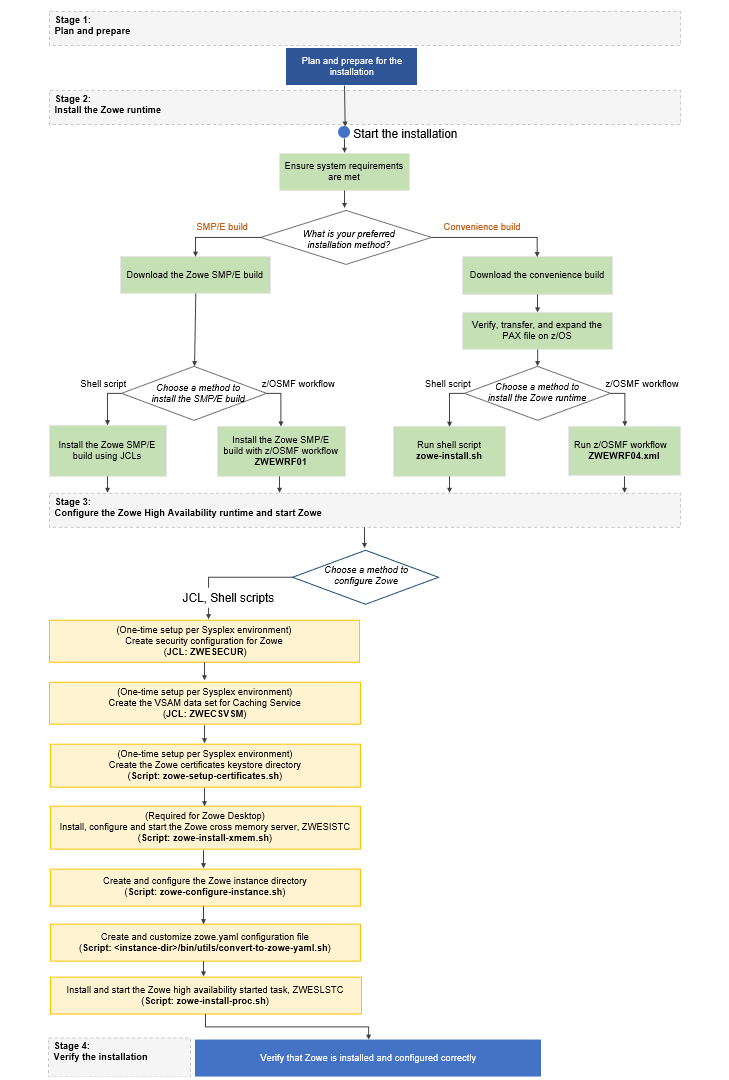 Stage 1:
Plan and prepare
Plan and prepare for the
installation
Stage 2:
Install the Zowe runtime
Start the installation
Ensure system requirements
are met
SMP/E build
Convenience build
What is your preferred
installation method?
Download the Zowe SMP/E build
Download the convenience build
Verify, transfer, and expand the
PAX file on z/OS
Shell script
Choose a method to
install the SMP/E build
z/OSMF workflow
Shell script
Choose a method to
install the Zowe runtime
z/OSMF workflow
Install the Zowe SMP/E
build using JCLs
Install the Zowe SMP/E
build with z/OSMF workflow
ZWEWRF01
Run shell script
zowe-install.sh
Run z/OSMF workflow
ZWEWRF04.xml
Stage 3:
Configure the Zowe High Availability runtime and start Zowe
Choose a method to
configure Zowe
JCL, Shell scripts
(One-time setup per Sysplex environment)
Create security configuration for Zowe
(JCL: ZWESECUR)
(One-time setup per Sysplex environment)
Create the VSAM data set for Caching Service
(JCL: ZWECSVSM)
(One-time setup per Sysplex environment)
Create the Zowe certificates keystore directory
(Script: zowe-setup-certificates.sh)
(Required for Zowe Desktop)
Install, configure and start the Zowe cross memory server, ZWESISTC
(Script: zowe-install-xmem.sh)
Create and configure the Zowe instance directory
(Script: zowe-configure-instance.sh)
Create and customize zowe.yaml configuration file
(Script: <instance-dir>/bin/utils/convert-to-zowe-yaml.sh)
Install and start the Zowe high availability started task, ZWESLSTC
(Script: zowe-install-proc.sh)
Stage 4:
Verify the installation
Verify that Zowe is installed and configured correctly